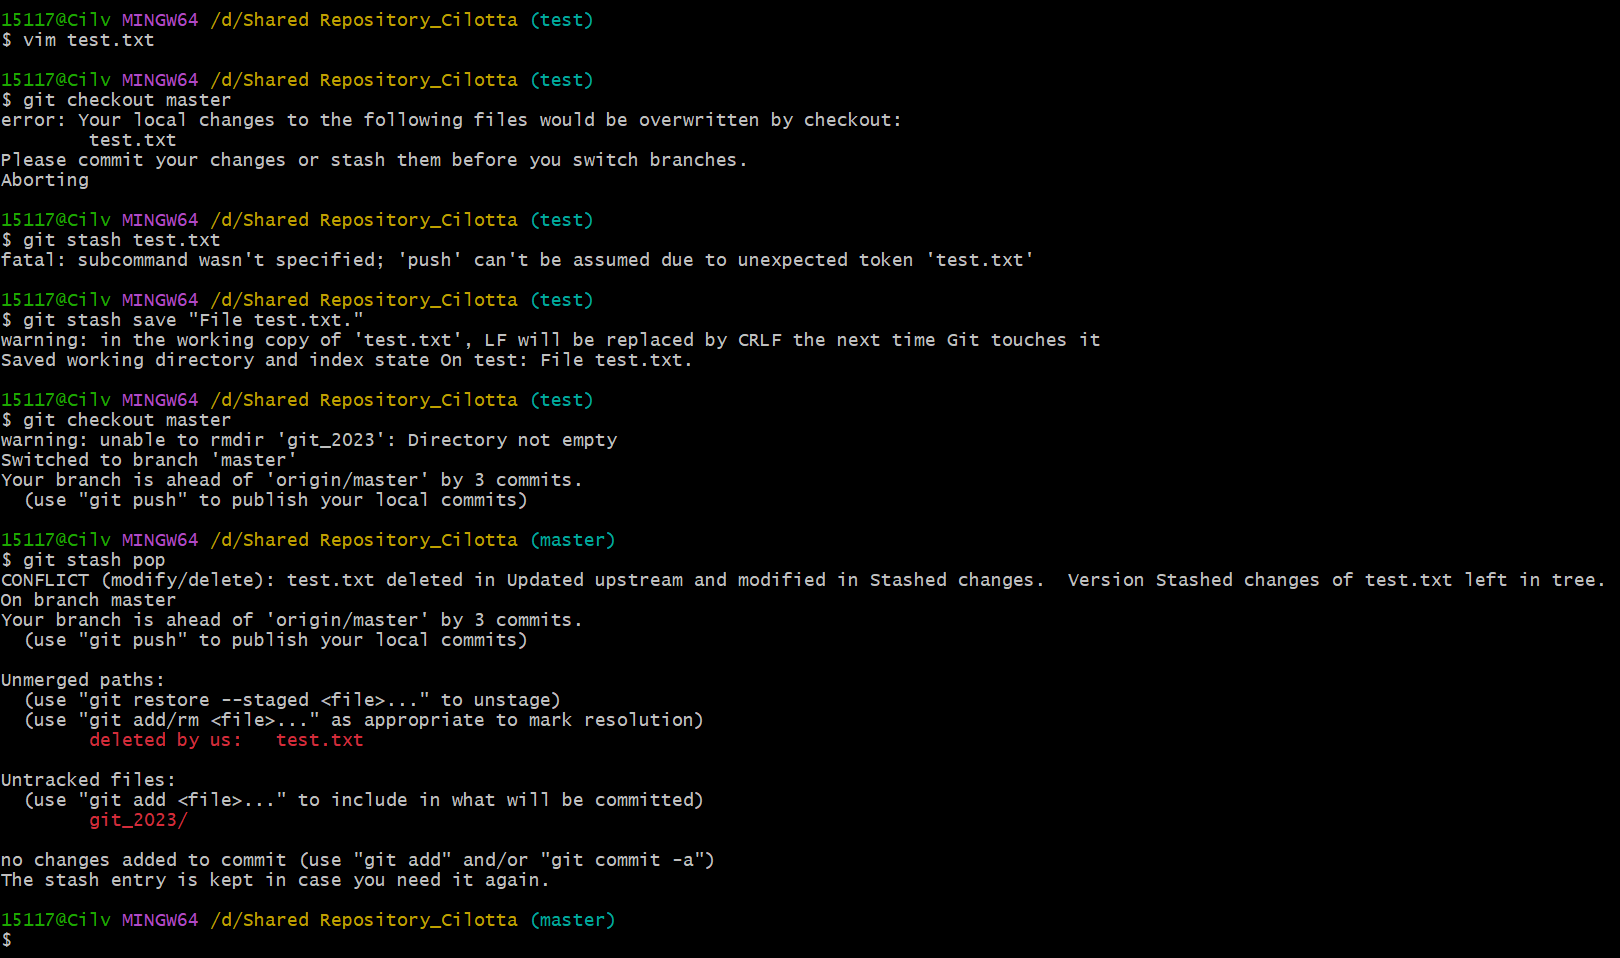 15117@Cilv MINGW64 /d/Shared Repository_Cilotta (test)
$ vim test.txt
15117@Cilv MINGW64 /d/Shared Repository_Cilotta (test)
$ git checkout master
error: Your local changes to the following files would be overwritten by checkout:
        test.txt
Please commit your changes or stash them before you switch branches.
Aborting
15117@Cilv MINGW64 /d/Shared Repository_Cilotta (test)
$ git stash test.txt
fatal: subcommand wasn't specified; 'push' can't be assumed due to unexpected token 'test.txt'
15117@Cilv MINGW64 /d/Shared Repository_Cilotta (test)
$ git stash save "File test.txt."
warning: in the working copy of 'test.txt', LF will be replaced by CRLF the next time Git touches it
Saved working directory and index state On test: File test.txt.
15117@Cilv MINGW64 /d/Shared Repository_Cilotta (test)
$ git checkout master
warning: unable to rmdir 'git_2023': Directory not empty
Switched to branch 'master'
Your branch is ahead of 'origin/master' by 3 commits.
  (use "git push" to publish your local commits)
15117@Cilv MINGW64 /d/Shared Repository_Cilotta (master)
$ git stash pop
CONFLICT (modify/delete): test.txt deleted in Updated upstream and modified in Stashed changes.  Version Stashed changes of test.txt left in tree.
On branch master
Your branch is ahead of 'origin/master' by 3 commits.
  (use "git push" to publish your local commits)
Unmerged paths:
  (use "git restore --staged <file>..." to unstage)
  (use "git add/rm <file>..." as appropriate to mark resolution)
        deleted by us:   test.txt
Untracked files:
  (use "git add <file>..." to include in what will be committed)
        git_2023/
no changes added to commit (use "git add" and/or "git commit -a")
The stash entry is kept in case you need it again.
15117@Cilv MINGW64 /d/Shared Repository_Cilotta (master)
$